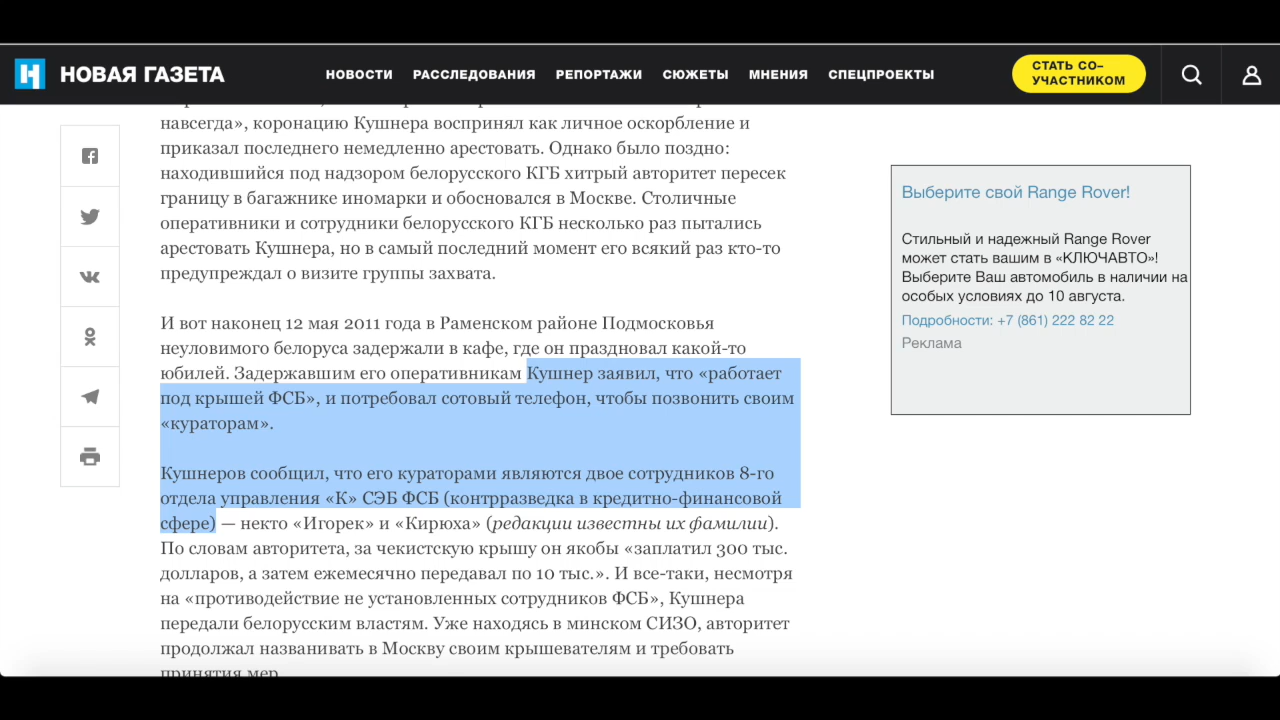 НОВАЯ ГАЗЕТА
НОВОСТИ РАССЛЕДОВАНИЯ РЕПОРТАЖИ СЮЖЕТЫ МНЕНИЯ СПЕЦПРОЕКТЫ
СТАТЬ СО-
УЧАСТНИКОМ
навсегда», коронацию Кушнера воспринял как личное оскорбление и
приказал последнего немедленно арестовать. Однако было поздно:
находившийся под надзором белорусского КГБ хитрый авторитет пересек
границу в багажнике иномарки и обосновался в Москве. Столичные
оперативники и сотрудники белорусского КГБ несколько раз пытались
арестовать Кушнера, но в самый последний момент его всякий раз кто-то
предупреждал о визите группы захвата.
И вот наконец 12 мая 2011 года в Раменском районе Подмосковья
неуловимого белоруса задержали в кафе, где он праздновал какой-то
юбилей. Задержавшим его оперативникам Кушнер заявил, что «работает
под крышей ФСБ», и потребовал сотовый телефон, чтобы позвонить своим
«кураторам».
Кушнеров сообщил, что его кураторами являются двое сотрудников 8-го
отдела управления «К» СЭБ ФСБ (контрразведка в кредитно-финансовой
сфере) — некто «Игорек» и «Кирюха» (редакции известны их фамилии).
По словам авторитета, за чекистскую крышу он якобы «заплатил 300 тыс.
долларов, а затем ежемесячно передавал по 10 тыс.». И все-таки, несмотря
на «противодействие не установленных сотрудников ФСБ», Кушнера
передали белорусским властям. Уже находясь в минском СИЗО, авторитет
продолжал названивать в Москву своим крышевателям и требовать
принятия мер.
Выберите свой Range Rover!
Стильный и надежный Range Rover
может стать вашим в «КЛЮЧАВТО»!
Выберите Ваш автомобиль в наличии на
особых условиях до 10 августа.
Подробности: +7 (861) 222 82 22
Реклама